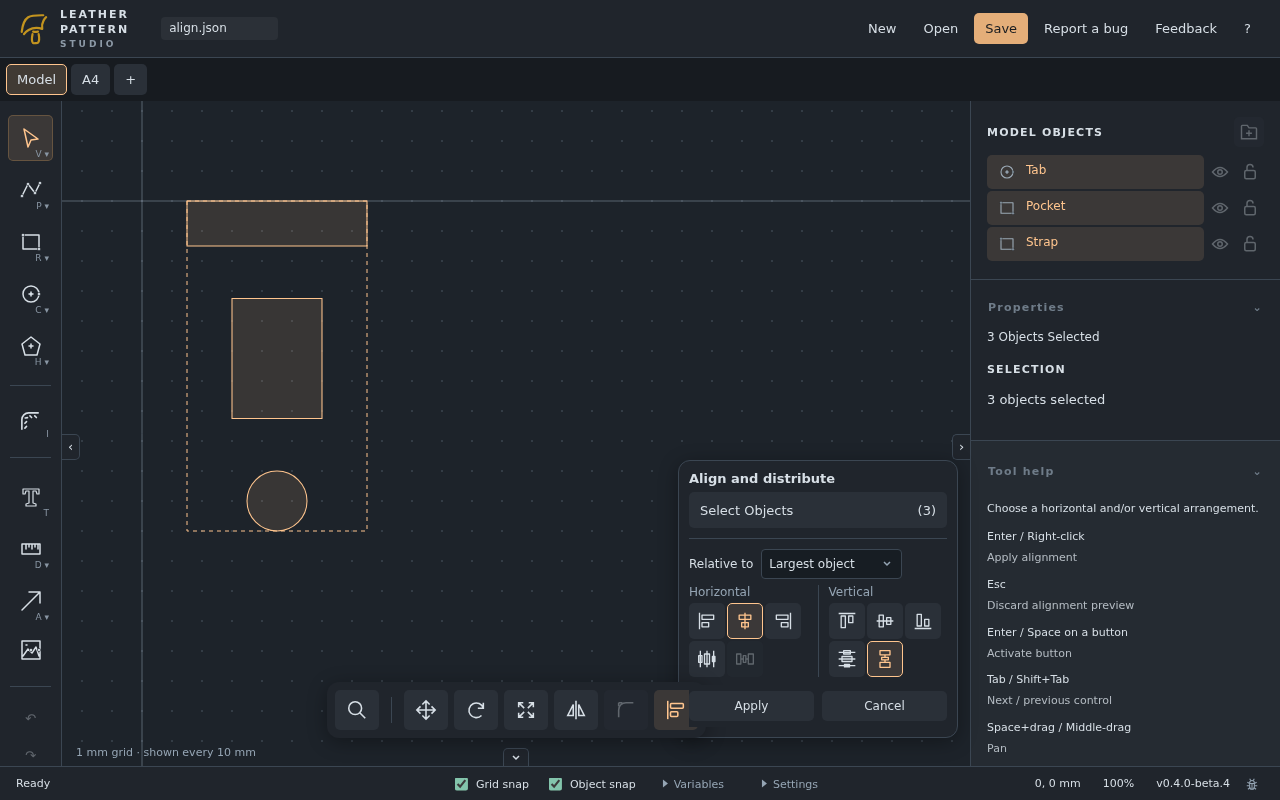 LEATHER
PATTERN
STUDIO
align.json
New
Open
Save
Report a bug
Feedback
?
Model
A4
+
V ▾
P ▾
R ▾
C ▾
H ▾
I
T
D ▾
A ▾
MODEL OBJECTS
Tab
Pocket
Strap
Properties
3 Objects Selected
SELECTION
3 objects selected
Tool help
Choose a horizontal and/or vertical arrangement.
Enter / Right-click
Apply alignment
Esc
Discard alignment preview
Enter / Space on a button
Activate button
Tab / Shift+Tab
Next / previous control
Space+drag / Middle-drag
Pan
Align and distribute
Select Objects (3)
Relative to Largest object
Horizontal Vertical
Apply Cancel
1 mm grid · shown every 10 mm
Ready
Grid snap
Object snap
Variables
Settings
0, 0 mm
100%
v0.4.0-beta.4